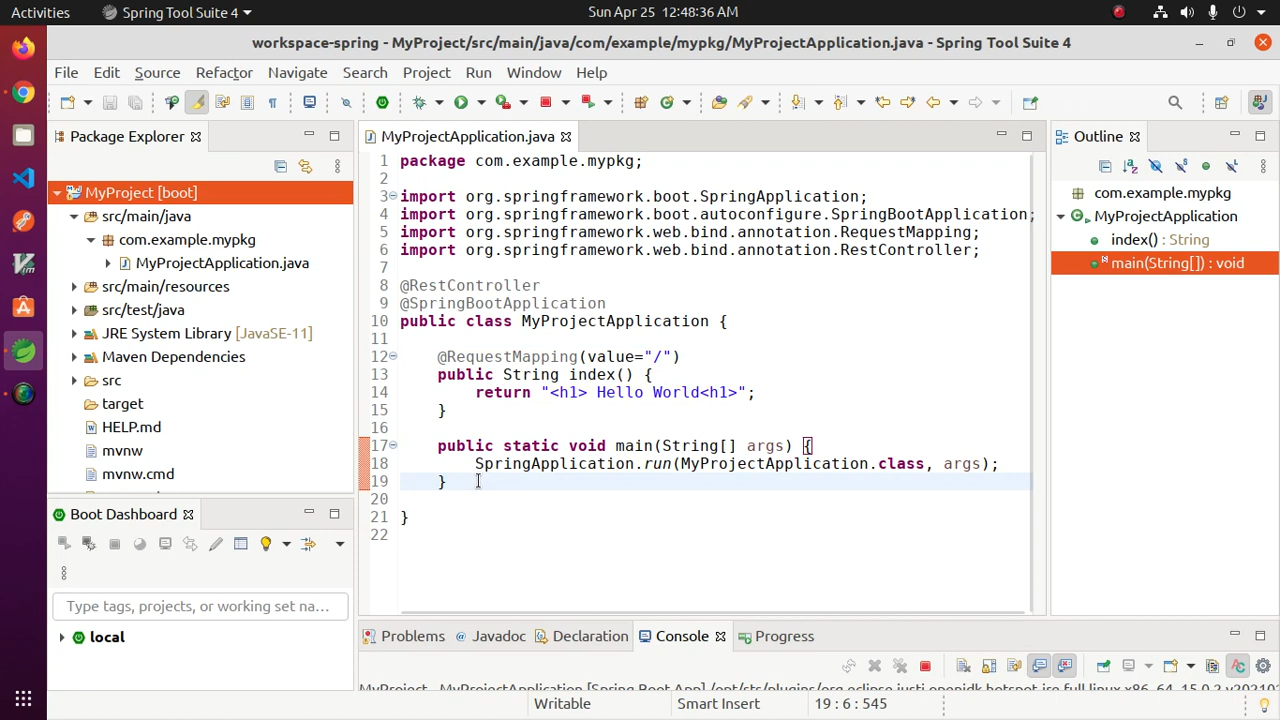 Activities
Spring Tool Suite 4
Sun Apr 25 12:48:36 AM
workspace-spring - MyProject/src/main/java/com/example/mypkg/MyProjectApplication.java - Spring Tool Suite 4
File Edit Source Refactor Navigate Search Project Run Window Help
Package Explorer
MyProject [boot]
src/main/java
com.example.mypkg
MyProjectApplication.java
src/main/resources
src/test/java
JRE System Library [JavaSE-11]
Maven Dependencies
src
target
HELP.md
mvnw
mvnw.cmd
Boot Dashboard
Type tags, projects, or working set na...
local
MyProjectApplication.java
1 package com.example.mypkg;
2
3 import org.springframework.boot.SpringApplication;
4 import org.springframework.boot.autoconfigure.SpringBootApplication;
5 import org.springframework.web.bind.annotation.RequestMapping;
6 import org.springframework.web.bind.annotation.RestController;
7
8 @RestController
9 @SpringBootApplication
10 public class MyProjectApplication {
11
12 @RequestMapping(value="/")
13 public String index() {
14 return "<h1> Hello World<h1>";
15 }
16
17 public static void main(String[] args) {
18 SpringApplication.run(MyProjectApplication.class, args);
19 }
20
21 }
22
Outline
com.example.mypkg
MyProjectApplication
index() : String
main(String[]) : void
Problems @ Javadoc Declaration Console Progress
Writable
Smart Insert
19 : 6 : 545